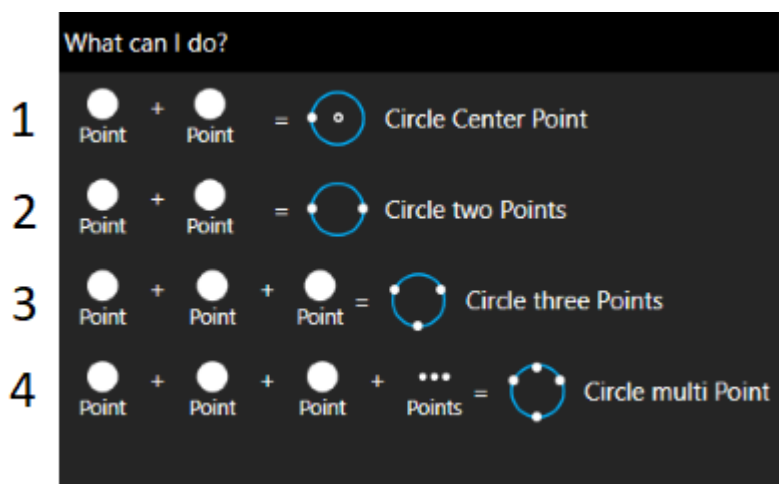 What can I do?
1 Point + Point = Circle Center Point
2 Point + Point = Circle two Points
3 Point + Point + Point = Circle three Points
4 Point + Point + Point + Points = Circle multi Point